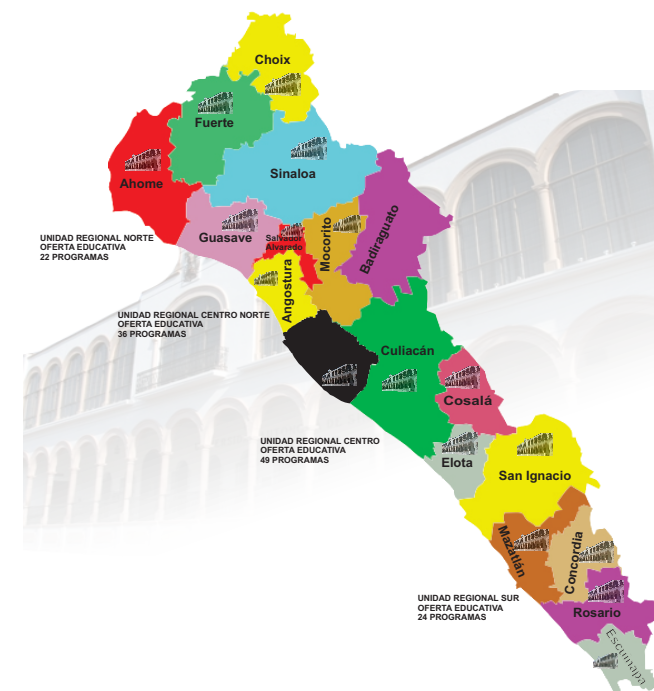 Choix
Fuerte
Sinaloa
Ahome
Guasave
Salvador
Alvarado
Mocorito
Badiraguato
UNIDAD REGIONAL NORTE
OFERTA EDUCATIVA
22 PROGRAMAS
Angostura
UNIDAD REGIONAL CENTRO NORTE
OFERTA EDUCATIVA
36 PROGRAMAS
Culiacán
Cosalá
UNIDAD REGIONAL CENTRO
OFERTA EDUCATIVA
49 PROGRAMAS
Elota
San Ignacio
Mazatlán
Concordia
UNIDAD REGIONAL SUR
OFERTA EDUCATIVA
24 PROGRAMAS
Rosario
Escuinapa